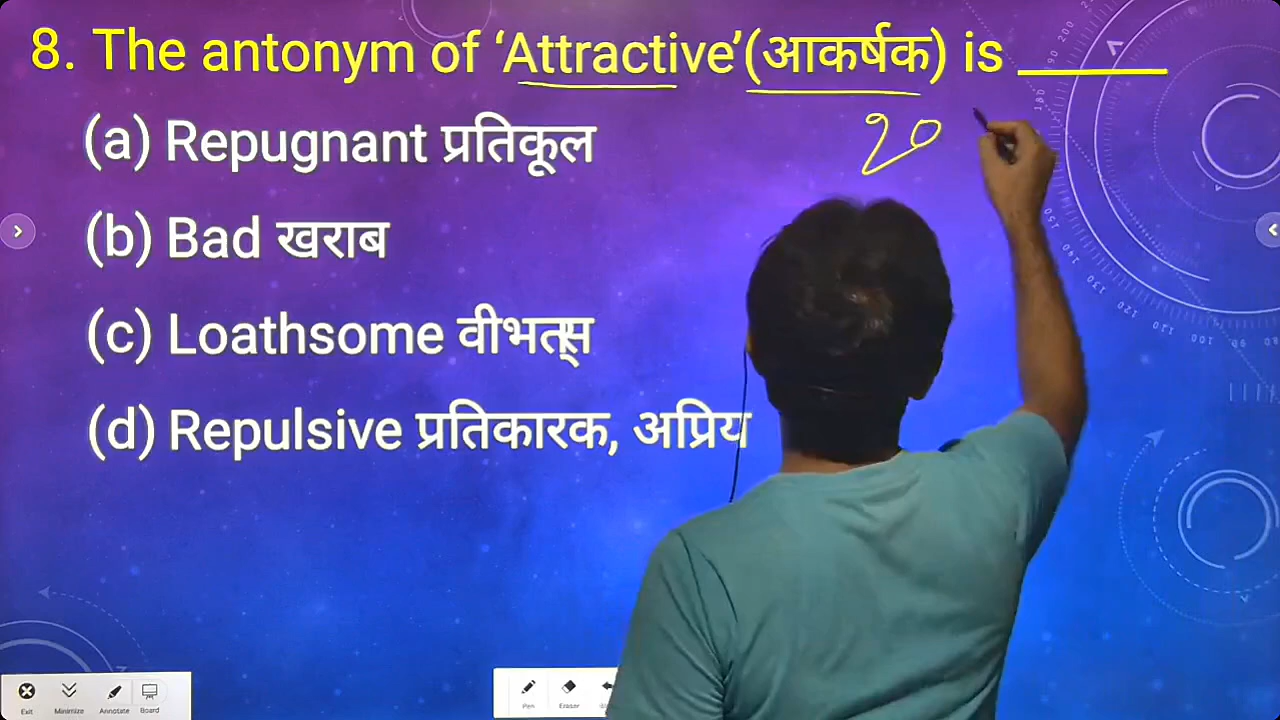 8. The antonym of ‘Attractive’(आकर्षक) is ______
20
(a) Repugnant प्रतिकूल
(b) Bad खराब
(c) Loathsome वीभत्स
(d) Repulsive प्रतिकारक, अप्रिय
Exit Minimize Annotate Board Pen Eraser